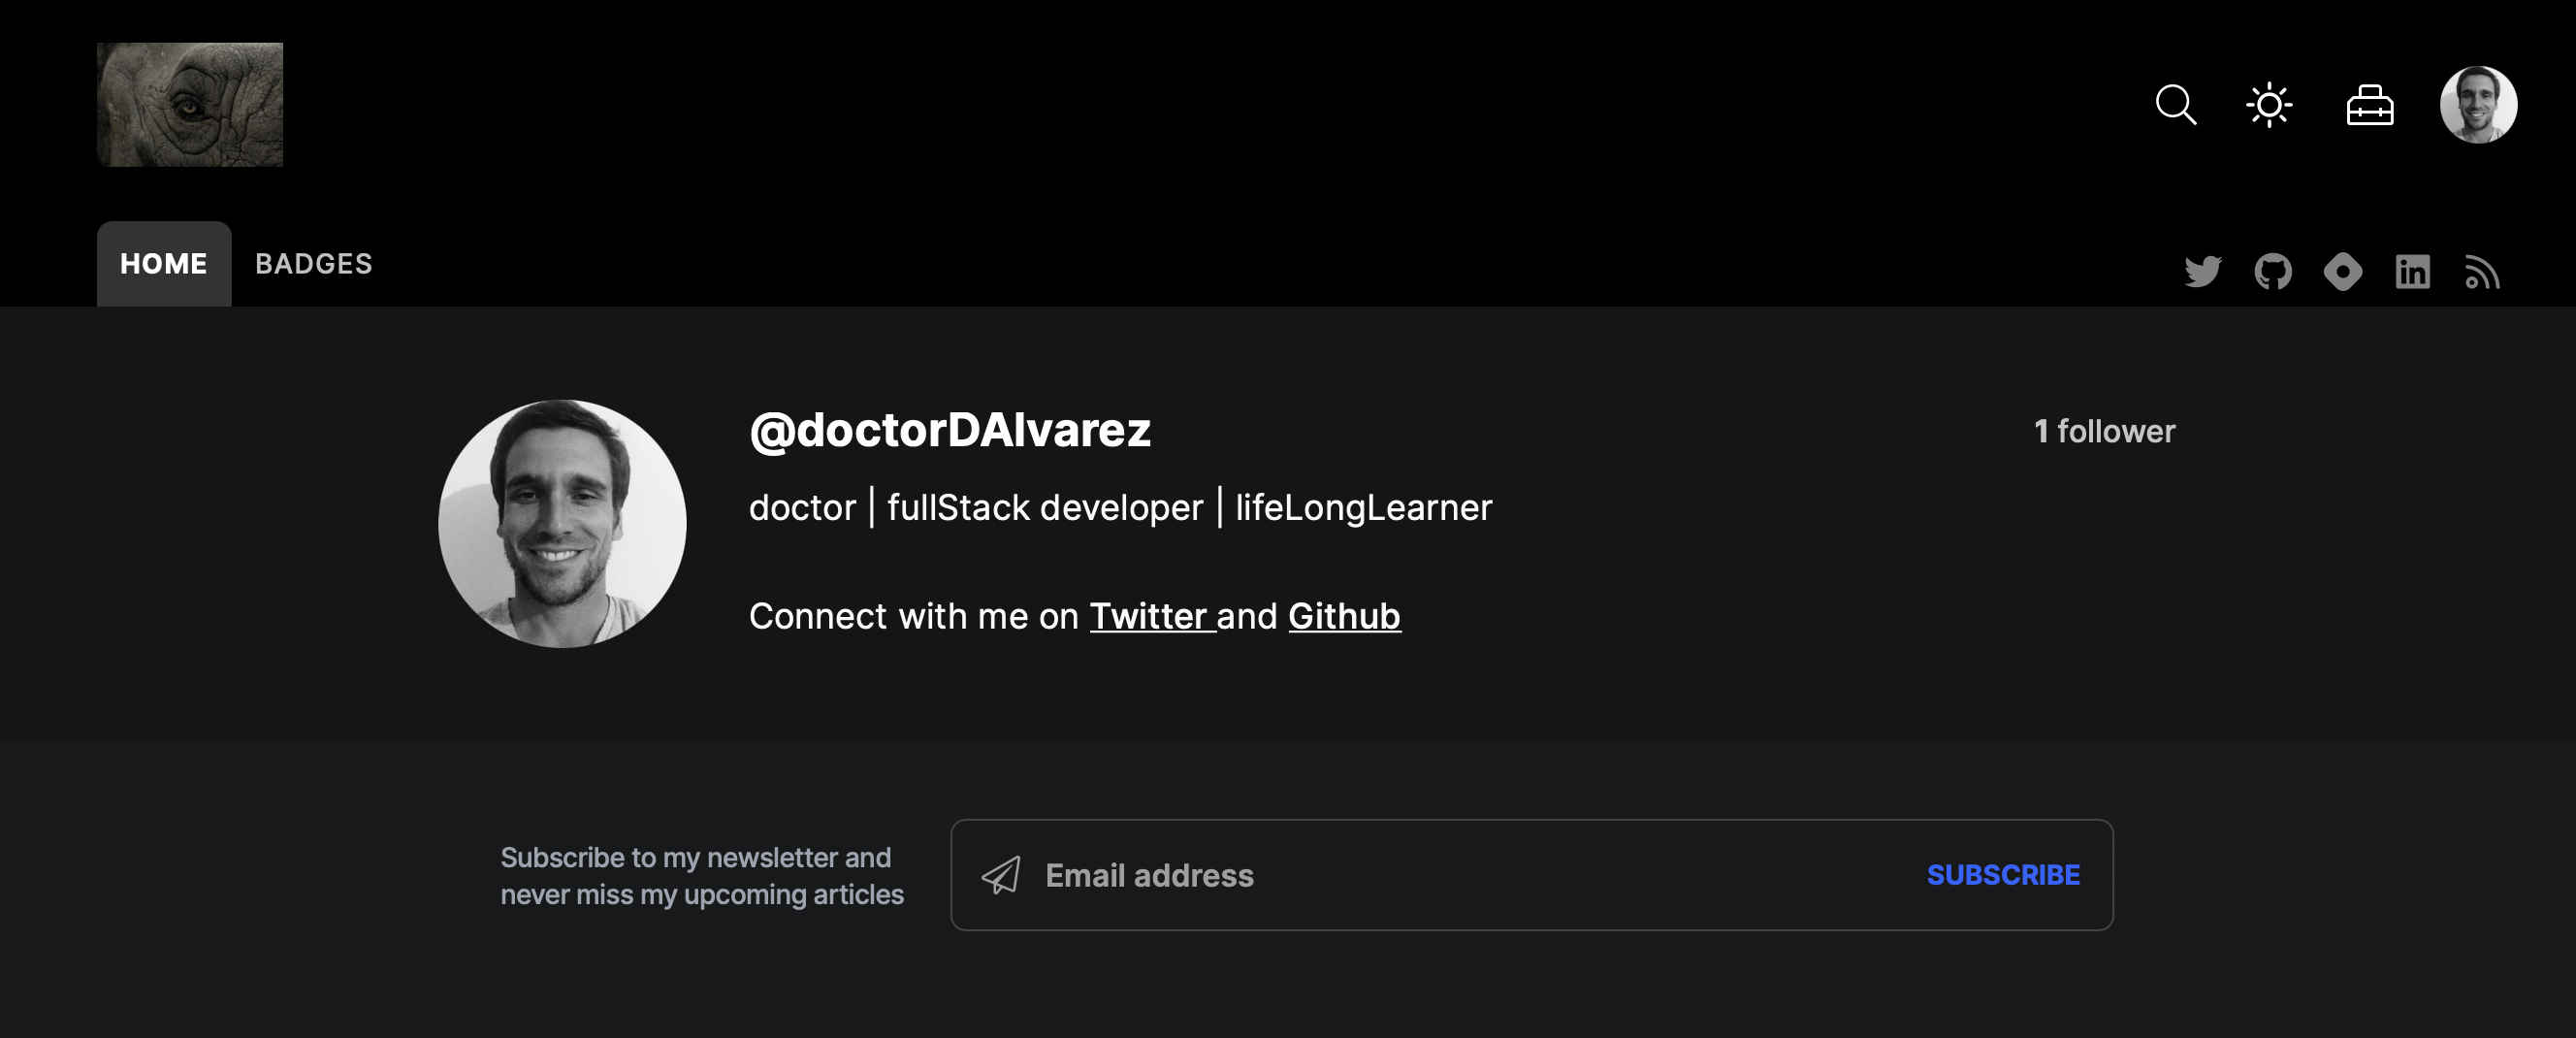 HOME BADGES
@doctorDAlvarez
1 follower
doctor | fullStack developer | lifeLongLearner
Connect with me on Twitter and Github
Subscribe to my newsletter and
never miss my upcoming articles
Email address
SUBSCRIBE